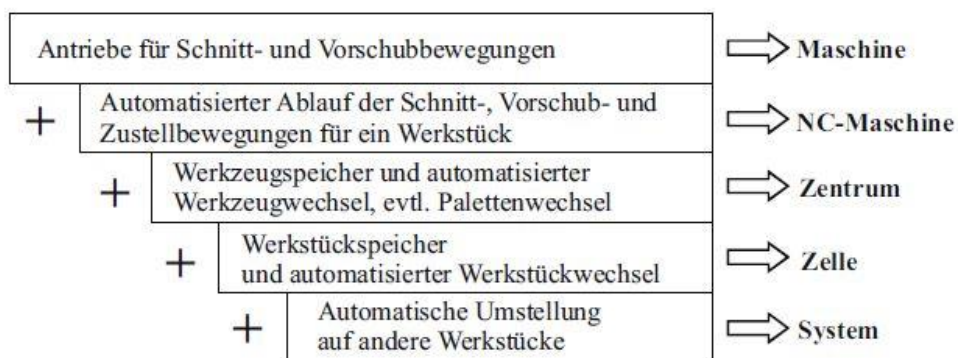 Antriebe für Schnitt- und Vorschubbewegungen
Maschine
+ Automatisierter Ablauf der Schnitt-, Vorschub- und
Zustellbewegungen für ein Werkstück
NC-Maschine
+ Werkzeugspeicher und automatisierter
Werkzeugwechsel, evtl. Palettenwechsel
Zentrum
+ Werkstückspeicher
und automatisierter Werkstückwechsel
Zelle
+ Automatische Umstellung
auf andere Werkstücke
System